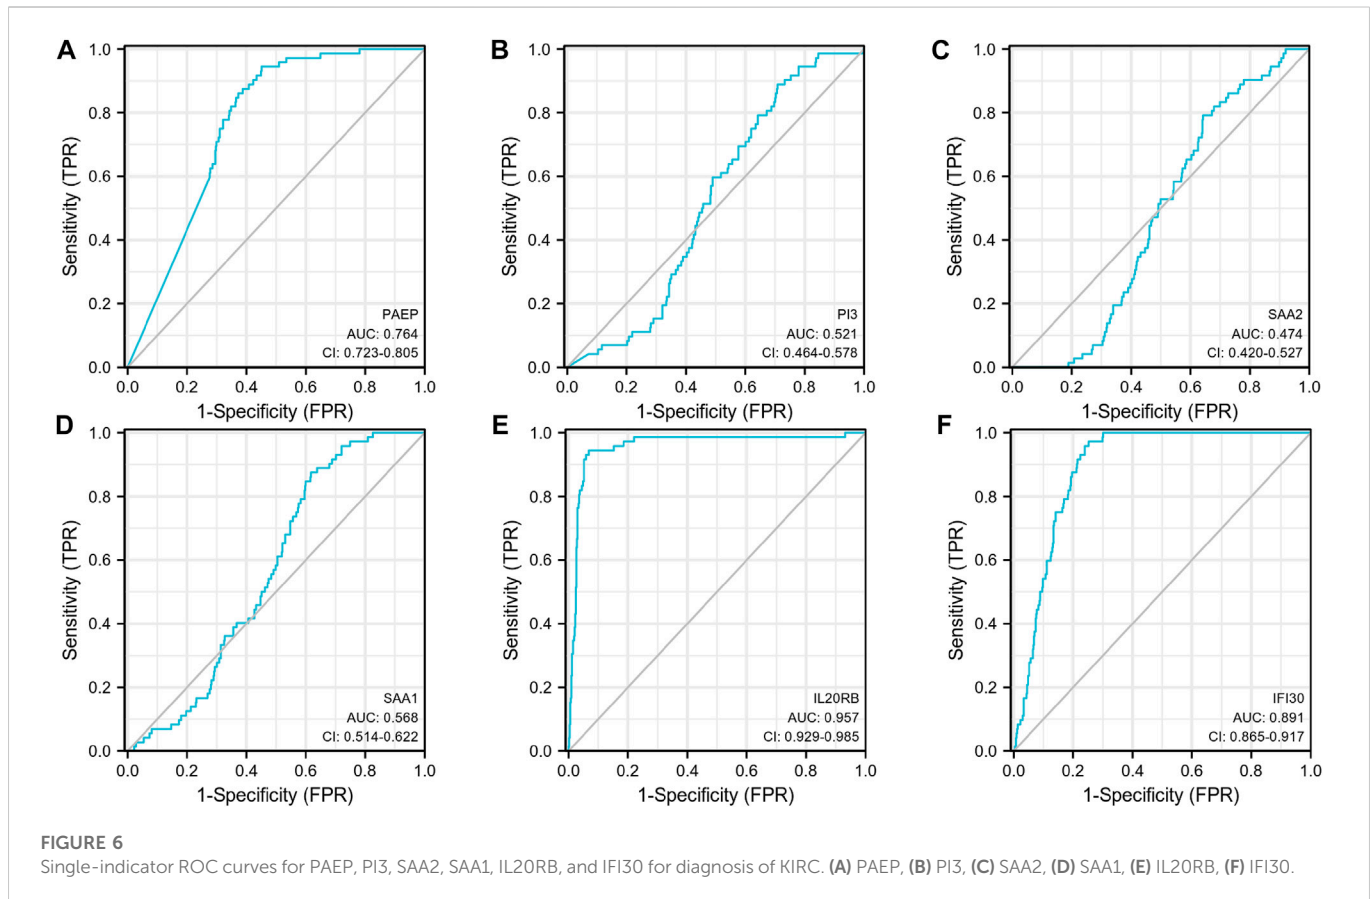 A
1.0
0.8
0.6
0.4
0.2
0.0
Sensitivity (TPR)
PAEP
AUC: 0.764
CI: 0.723-0.805
0.0 0.2 0.4 0.6 0.8 1.0
1-Specificity (FPR)
B
1.0
0.8
0.6
0.4
0.2
0.0
Sensitivity (TPR)
PI3
AUC: 0.521
CI: 0.464-0.578
0.0 0.2 0.4 0.6 0.8 1.0
1-Specificity (FPR)
C
1.0
0.8
0.6
0.4
0.2
0.0
Sensitivity (TPR)
SAA2
AUC: 0.474
CI: 0.420-0.527
0.0 0.2 0.4 0.6 0.8 1.0
1-Specificity (FPR)
D
1.0
0.8
0.6
0.4
0.2
0.0
Sensitivity (TPR)
SAA1
AUC: 0.568
CI: 0.514-0.622
0.0 0.2 0.4 0.6 0.8 1.0
1-Specificity (FPR)
E
1.0
0.8
0.6
0.4
0.2
0.0
Sensitivity (TPR)
IL20RB
AUC: 0.957
CI: 0.929-0.985
0.0 0.2 0.4 0.6 0.8 1.0
1-Specificity (FPR)
F
1.0
0.8
0.6
0.4
0.2
0.0
Sensitivity (TPR)
IFI30
AUC: 0.891
CI: 0.865-0.917
0.0 0.2 0.4 0.6 0.8 1.0
1-Specificity (FPR)
FIGURE 6
Single-indicator ROC curves for PAEP, PI3, SAA2, SAA1, IL20RB, and IFI30 for diagnosis of KIRC. (A) PAEP, (B) PI3, (C) SAA2, (D) SAA1, (E) IL20RB, (F) IFI30.